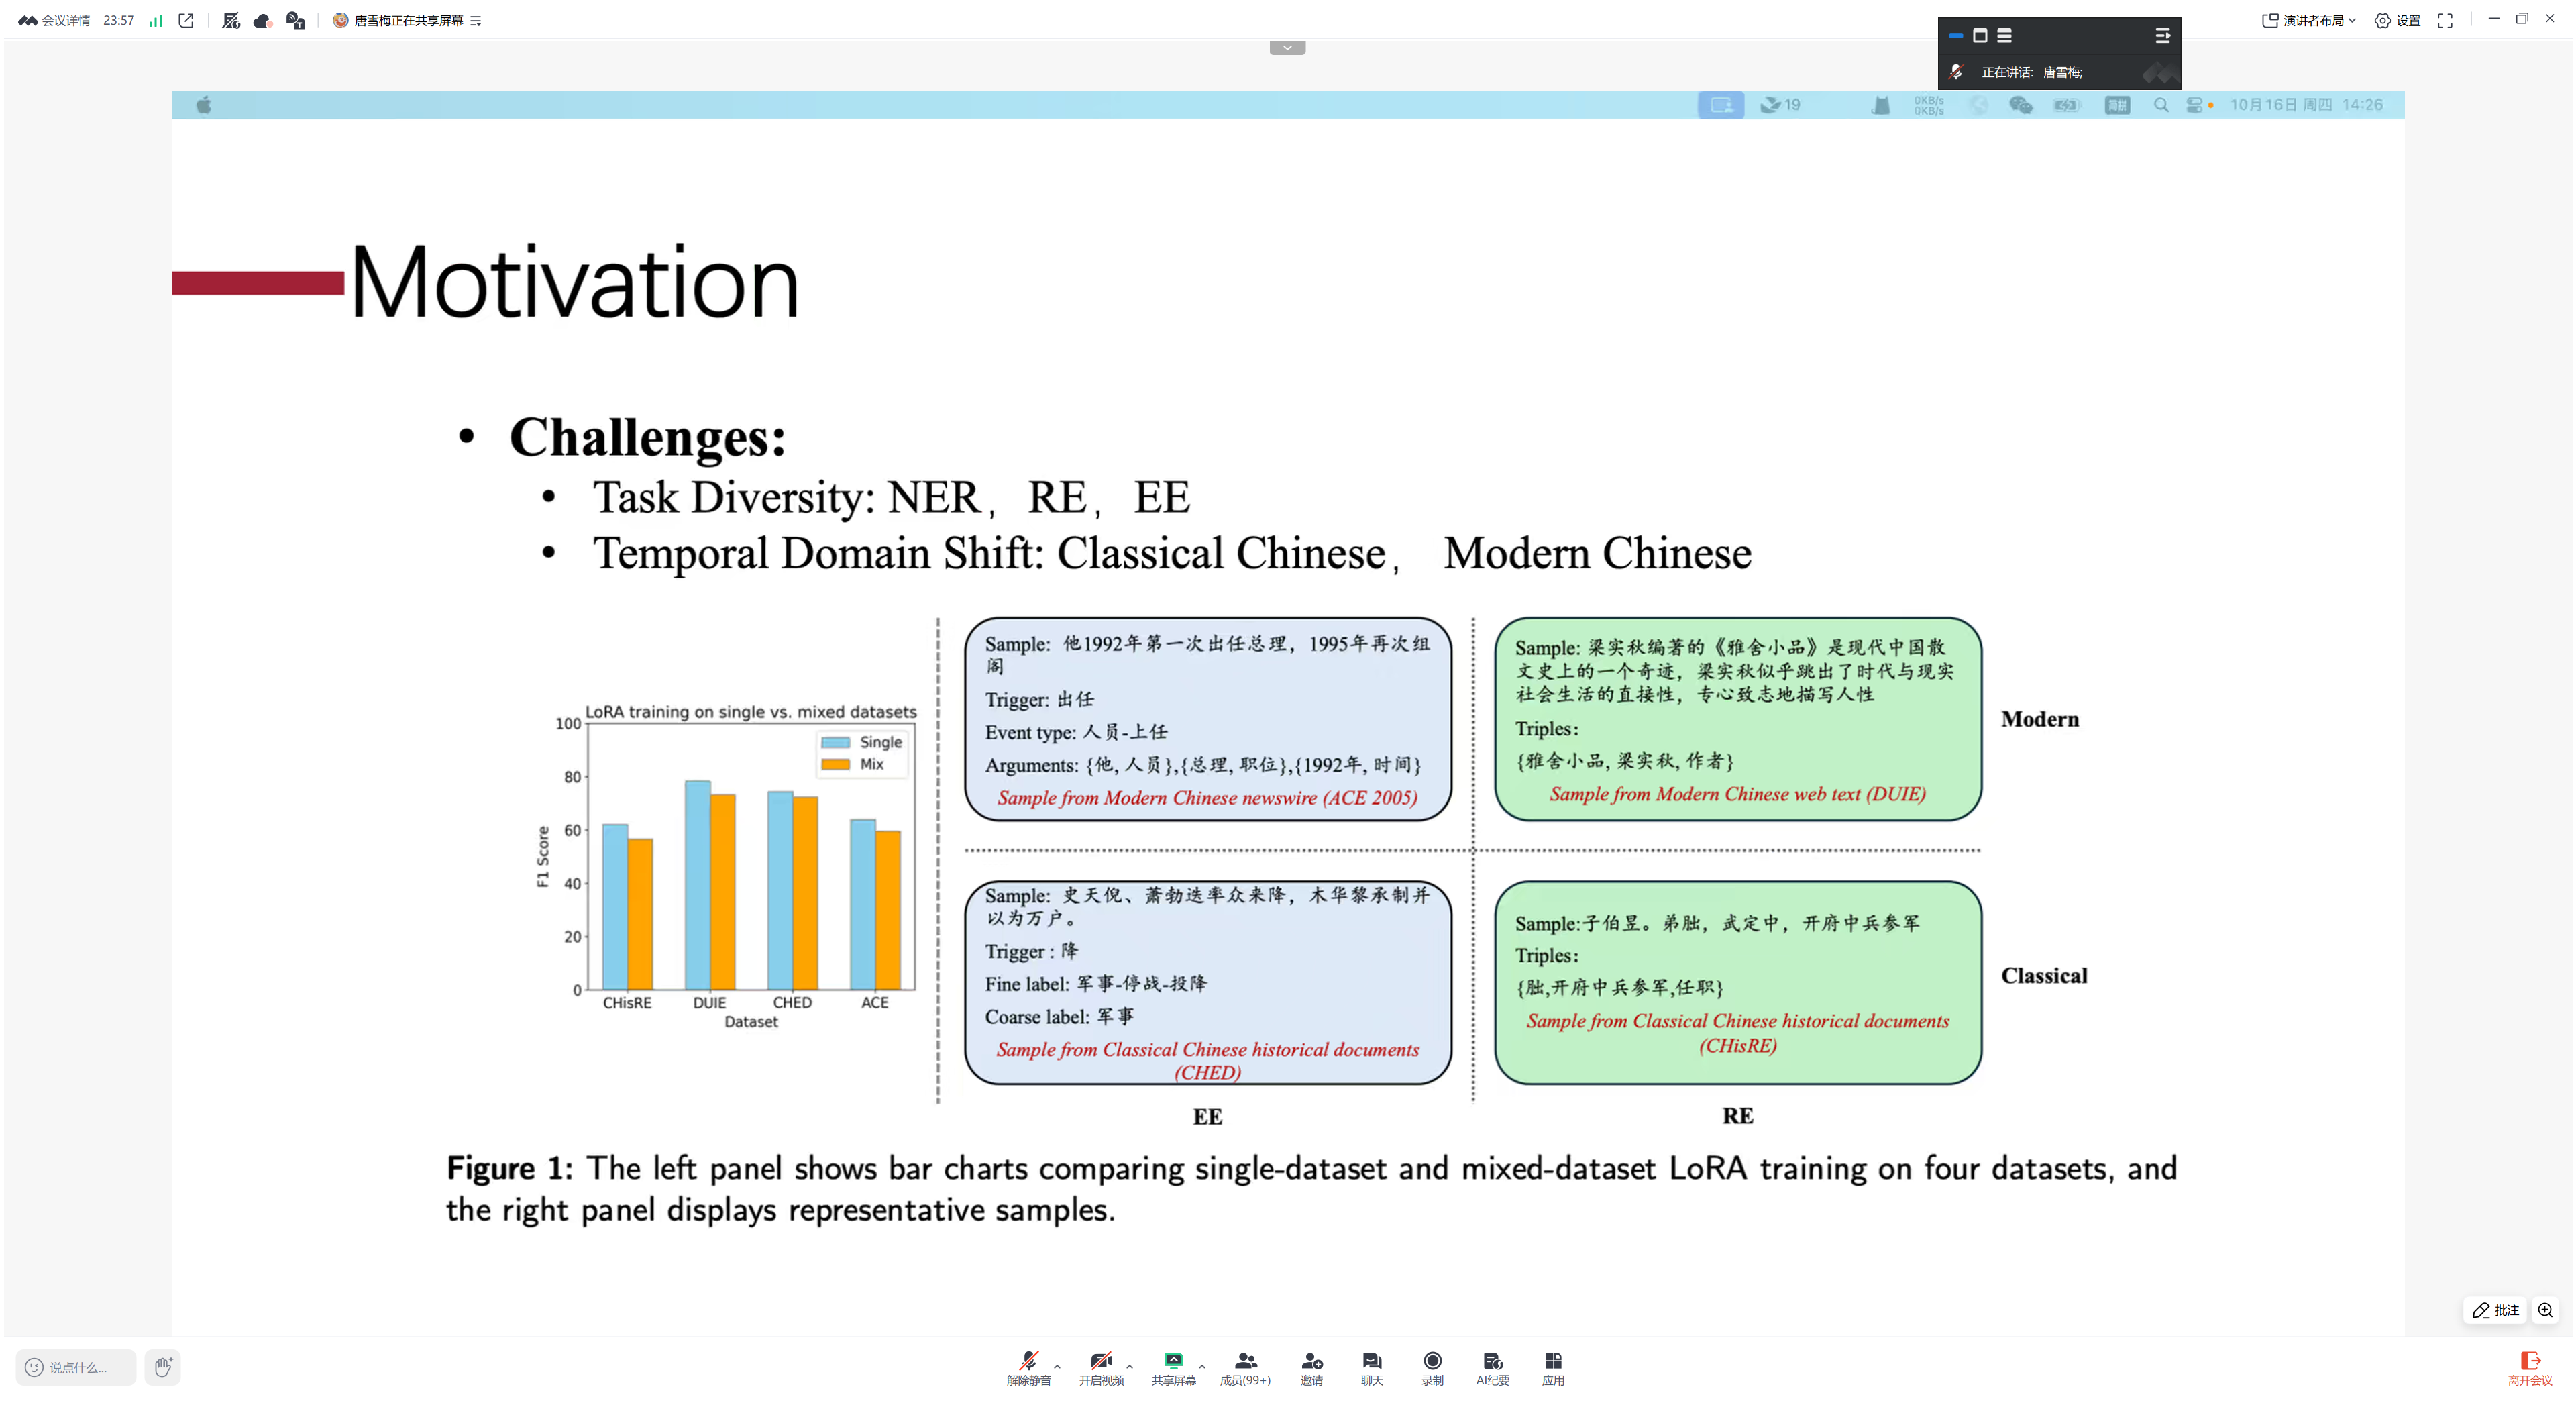 会议详情 23:57 唐雪梅正在共享屏幕
演讲者布局 设置
正在讲话: 唐雪梅;
19 0KB/s 0KB/s 简拼 10月16日 周四 14:26
Motivation
• Challenges:
• Task Diversity: NER, RE, EE
• Temporal Domain Shift: Classical Chinese, Modern Chinese
LoRA training on single vs. mixed datasets
Single
Mix
100
80
60
40
20
0
F1 Score
CHisRE DUIE CHED ACE
Dataset
Sample: 他1992年第一次出任总理，1995年再次组
阁
Trigger: 出任
Event type: 人员-上任
Arguments: {他, 人员},{总理, 职位},{1992年, 时间}
Sample from Modern Chinese newswire (ACE 2005)
Sample: 梁实秋编著的《雅舍小品》是现代中国散
文史上的一个奇迹，梁实秋似乎跳出了时代与现实
社会生活的直接性，专心致志地描写人性
Triples:
{雅舍小品, 梁实秋, 作者}
Sample from Modern Chinese web text (DUIE)
Modern
Sample: 史天倪、萧勃迭率众来降，木华黎承制并
以为万户。
Trigger : 降
Fine label: 军事-停战-投降
Coarse label: 军事
Sample from Classical Chinese historical documents
(CHED)
Sample:子伯昱。弟朏，武定中，开府中兵参军
Triples:
{朏,开府中兵参军,任职}
Sample from Classical Chinese historical documents
(CHisRE)
Classical
EE
RE
Figure 1: The left panel shows bar charts comparing single-dataset and mixed-dataset LoRA training on four datasets, and
the right panel displays representative samples.
批注
说点什么...
解除静音 开启视频 共享屏幕 成员(99+) 邀请 聊天 录制 AI纪要 应用
离开会议